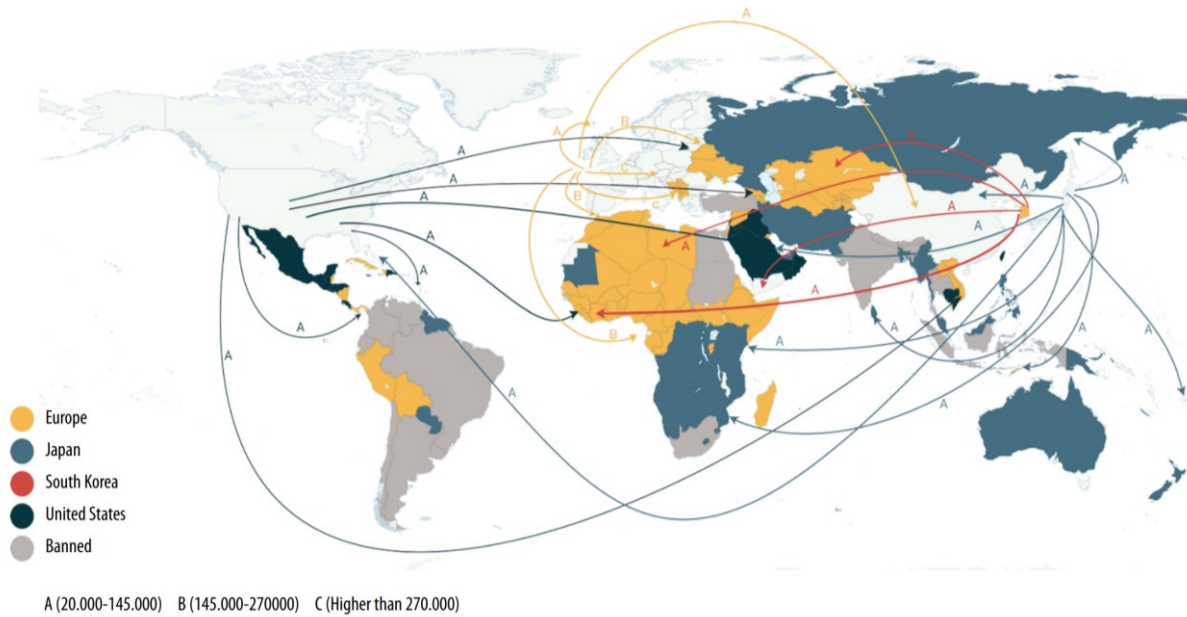 A
A
B
A
A
A
C
A
A
C
A
A
A
A
A
A
A
A
B
A
A
A
A
A
Europe
Japan
South Korea
United States
Banned
A (20.000-145.000) B (145.000-270000) C (Higher than 270.000)